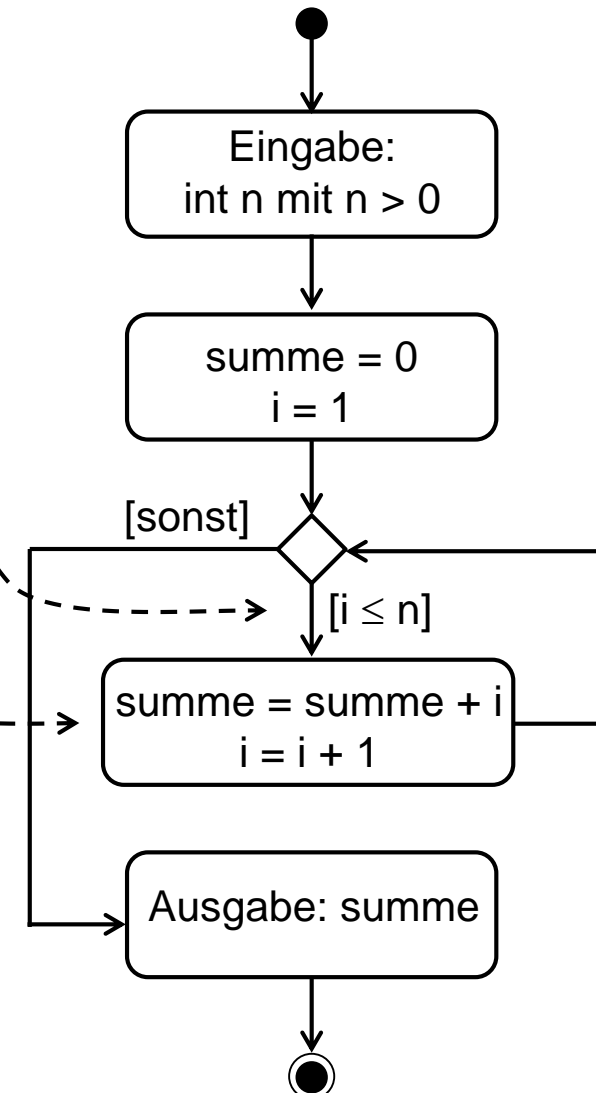 Eingabe:
int n mit n > 0
summe = 0
i = 1
[sonst]
[i ≤ n]
summe = summe + i
i = i + 1
Ausgabe: summe